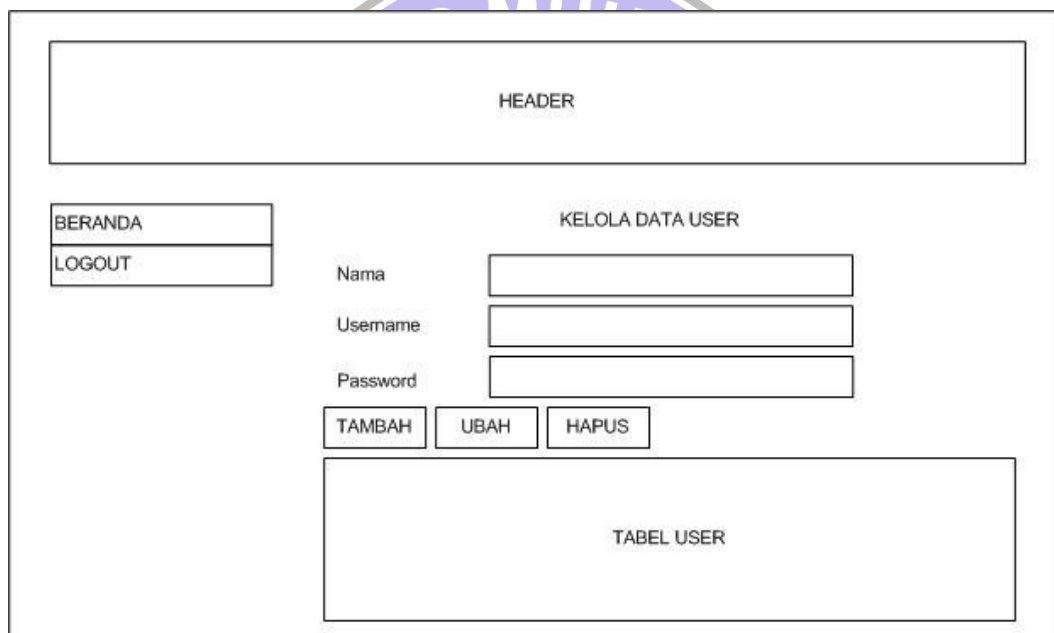 HEADER
BERANDA
LOGOUT
KELOLA DATA USER
Nama
Username
Password
TAMBAH UBAH HAPUS
TABEL USER